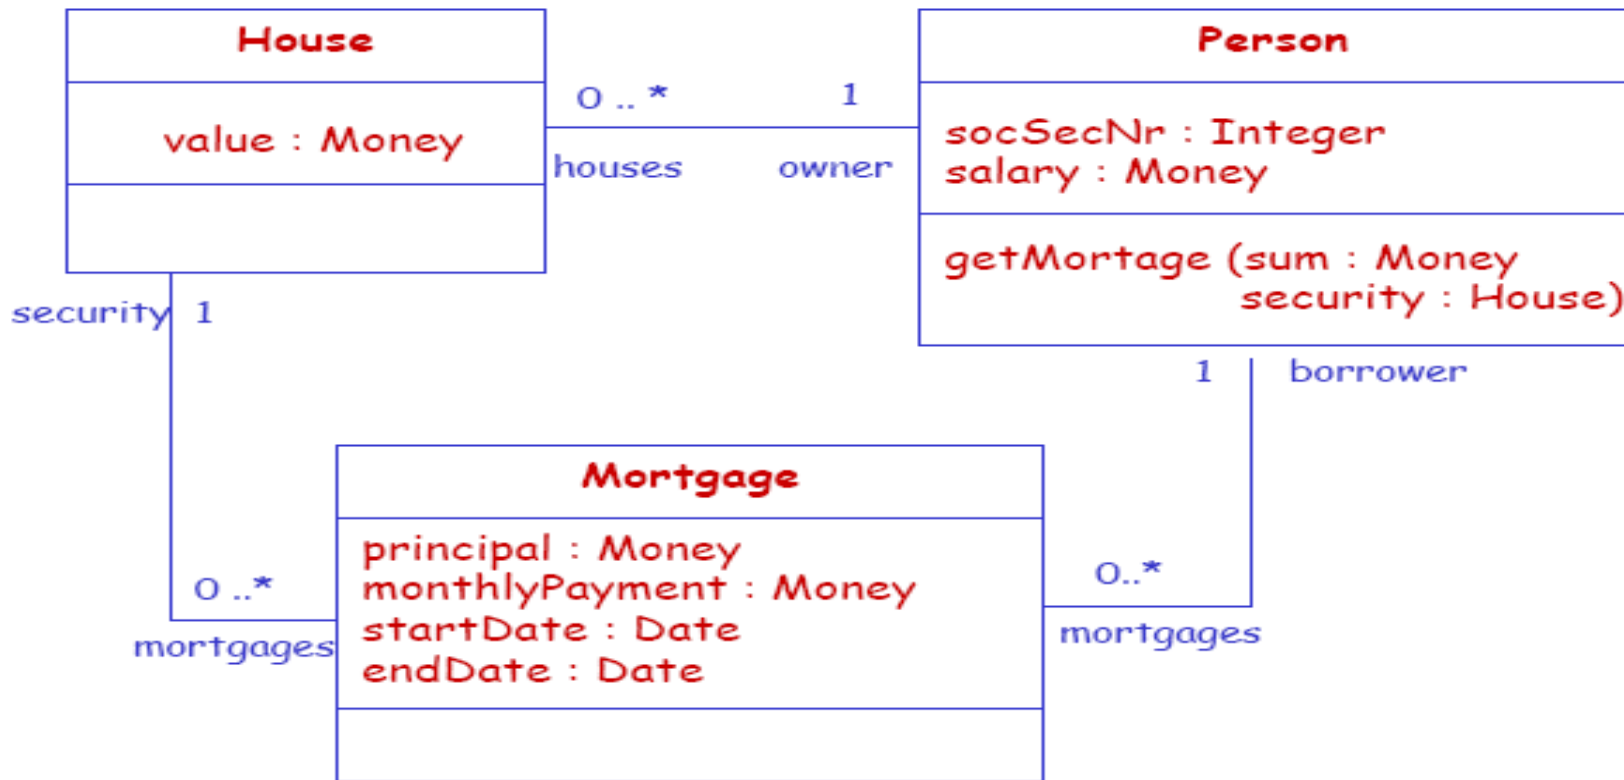 House
value : Money
0 .. *
houses
1
owner
Person
socSecNr : Integer
salary : Money
getMortage (sum : Money
security : House)
security 1
1 borrower
Mortgage
principal : Money
monthlyPayment : Money
startDate : Date
endDate : Date
0 ..*
mortgages
0..*
mortgages